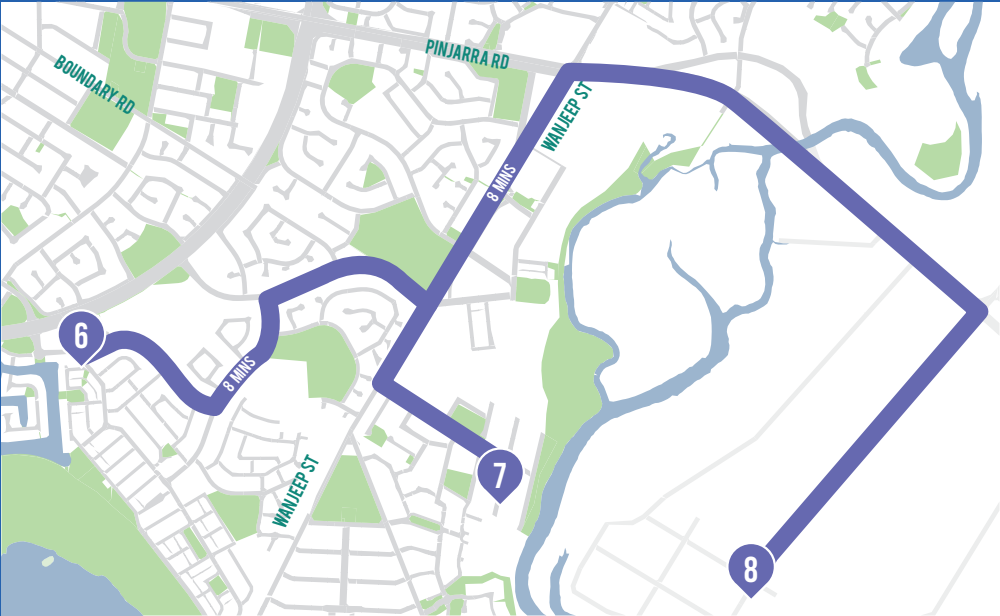 PINJARRA RD
BOUNDARY RD
WANJEEP ST
8 MINS
6
8 MINS
7
WANJEEP ST
8